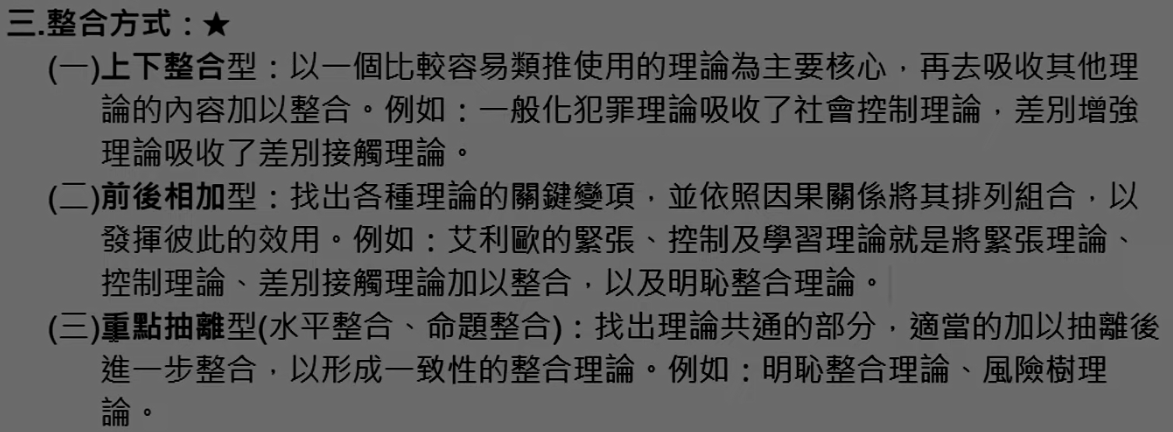 三.整合方式：★
(一)上下整合型：以一個比較容易類推使用的理論為主要核心，再去吸收其他理
論的內容加以整合。例如：一般化犯罪理論吸收了社會控制理論，差別增強
理論吸收了差別接觸理論。
(二)前後相加型：找出各種理論的關鍵變項，並依照因果關係將其排列組合，以
發揮彼此的效用。例如：艾利歐的緊張、控制及學習理論就是將緊張理論、
控制理論、差別接觸理論加以整合，以及明恥整合理論。
(三)重點抽離型(水平整合、命題整合)：找出理論共通的部分，適當的加以抽離後
進一步整合，以形成一致性的整合理論。例如：明恥整合理論、風險樹理
論。